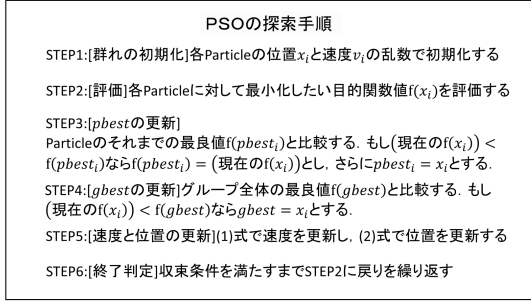 PSOの探索手順
STEP1:[群れの初期化]各Particleの位置x_iと速度v_iの乱数で初期化する
STEP2:[評価]各Particleに対して最小化したい目的関数値f(x_i)を評価する
STEP3:[pbestの更新]
Particleのそれまでの最良値f(pbest_i)と比較する. もし(現在のf(x_i)) <
f(pbest_i)ならf(pbest_i) = (現在のf(x_i))とし, さらにpbest_i = x_iとする.
STEP4:[gbestの更新]グループ全体の最良値f(gbest)と比較する. もし
(現在のf(x_i)) < f(gbest)ならgbest = x_iとする.
STEP5:[速度と位置の更新](1)式で速度を更新し, (2)式で位置を更新する
STEP6:[終了判定]収束条件を満たすまでSTEP2に戻りを繰り返す